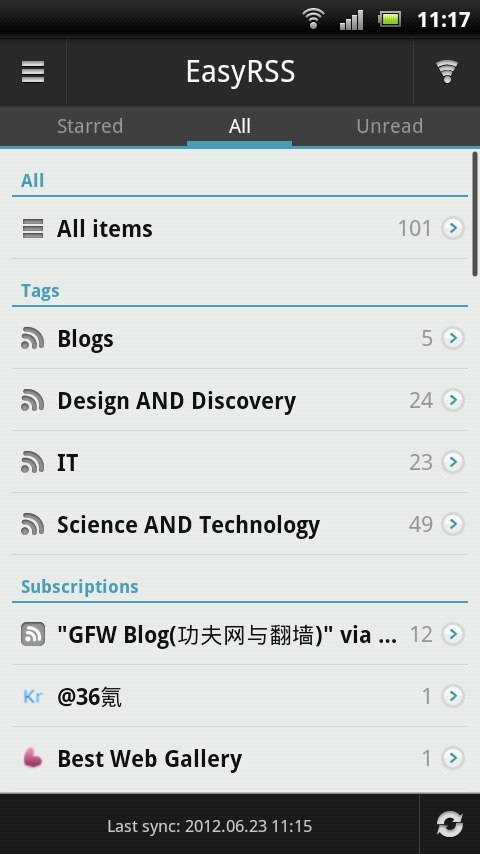 11:17
EasyRSS
Starred All Unread
All
All items 101
Tags
Blogs 5
Design AND Discovery 24
IT 23
Science AND Technology 49
Subscriptions
"GFW Blog(功夫网与翻墙)" via ... 12
Kr @36氪 1
Best Web Gallery 1
Last sync: 2012.06.23 11:15